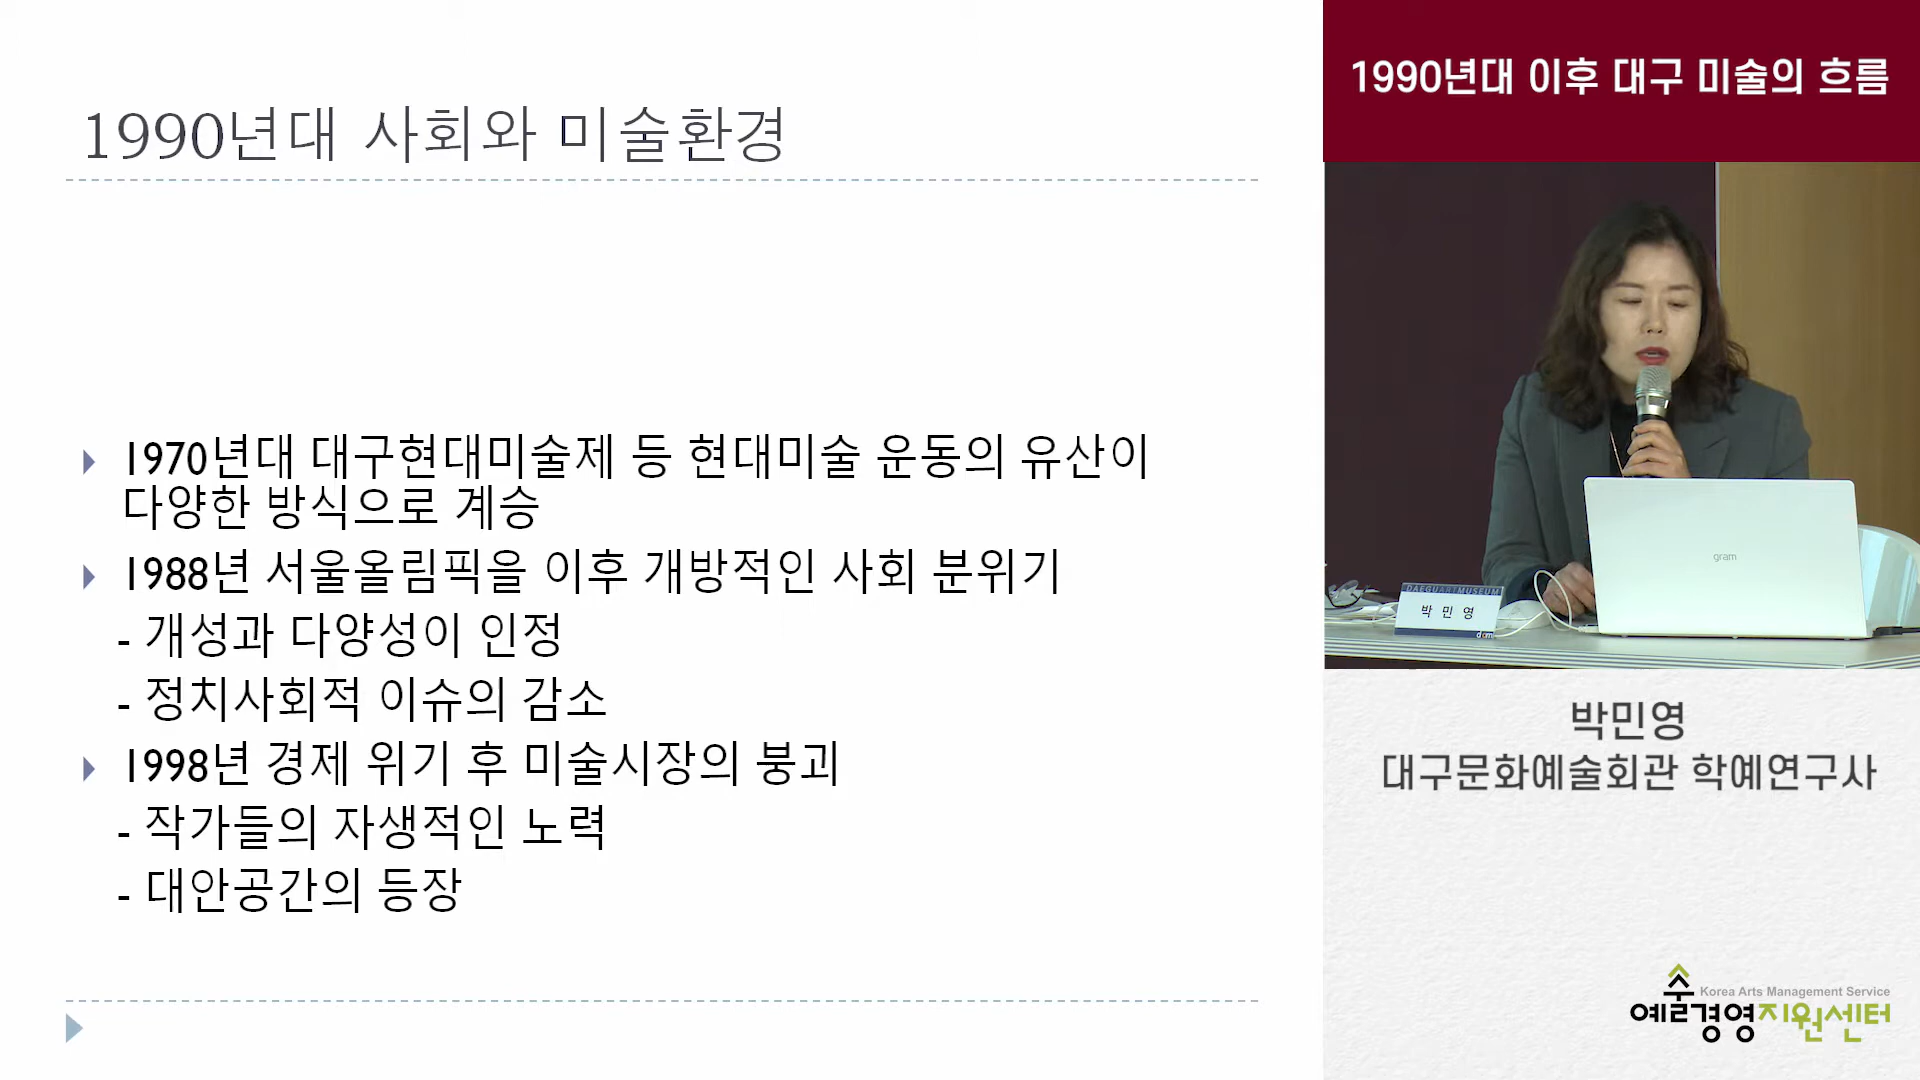 1990년대 사회와 미술환경
1970년대 대구현대미술제 등 현대미술 운동의 유산이
다양한 방식으로 계승
1988년 서울올림픽을 이후 개방적인 사회 분위기
- 개성과 다양성이 인정
- 정치사회적 이슈의 감소
1998년 경제 위기 후 미술시장의 붕괴
- 작가들의 자생적인 노력
- 대안공간의 등장
1990년대 이후 대구 미술의 흐름
gram
DAEGU ART MUSEUM
박 민 영
박민영
대구문화예술회관 학예연구사
Korea Arts Management Service
예술경영지원센터